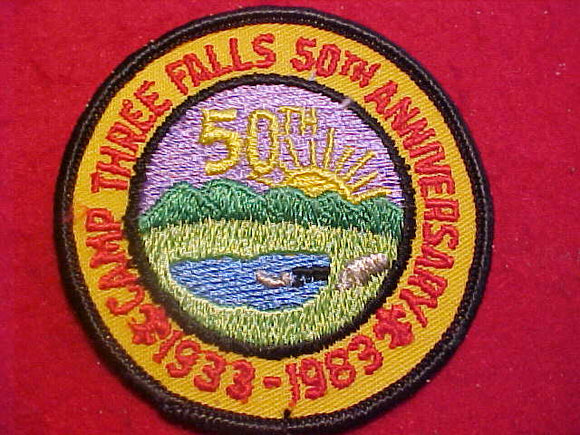 CAMP THREE FALLS 50TH ANNIVERSARY
1933-1983
50TH